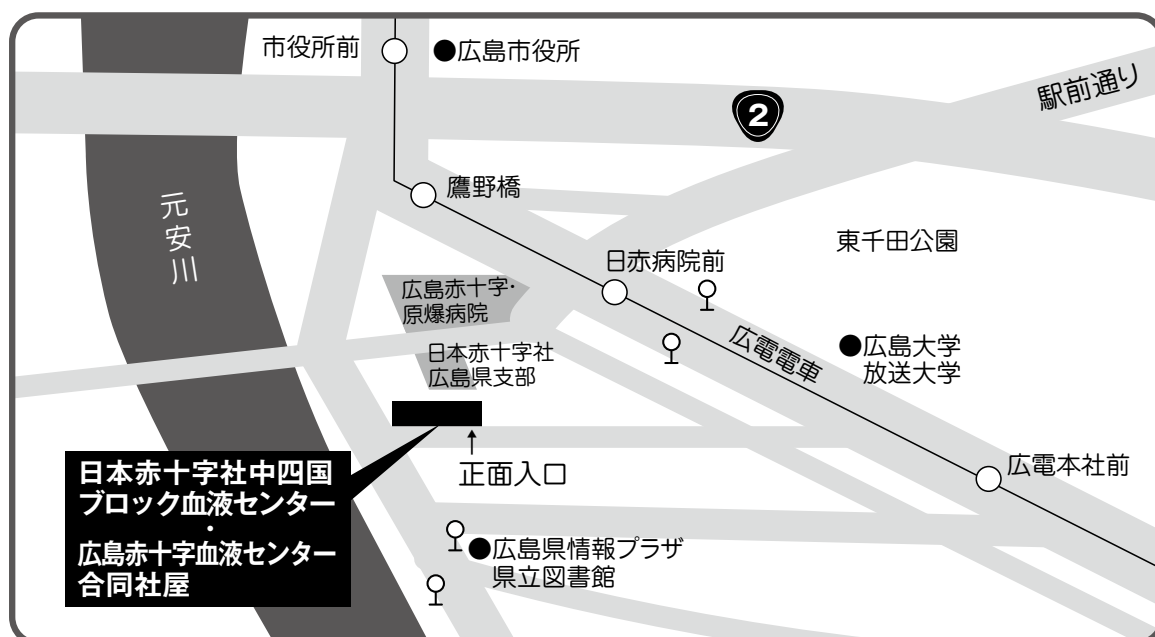 市役所前
●広島市役所
駅前通り
2
鷹野橋
元安川
東千田公園
日赤病院前
広島赤十字・
原爆病院
広電電車
●広島大学
放送大学
日本赤十字社
広島県支部
正面入口
広電本社前
日本赤十字社中四国
ブロック血液センター
・
広島赤十字血液センター
合同社屋
●広島県情報プラザ
県立図書館